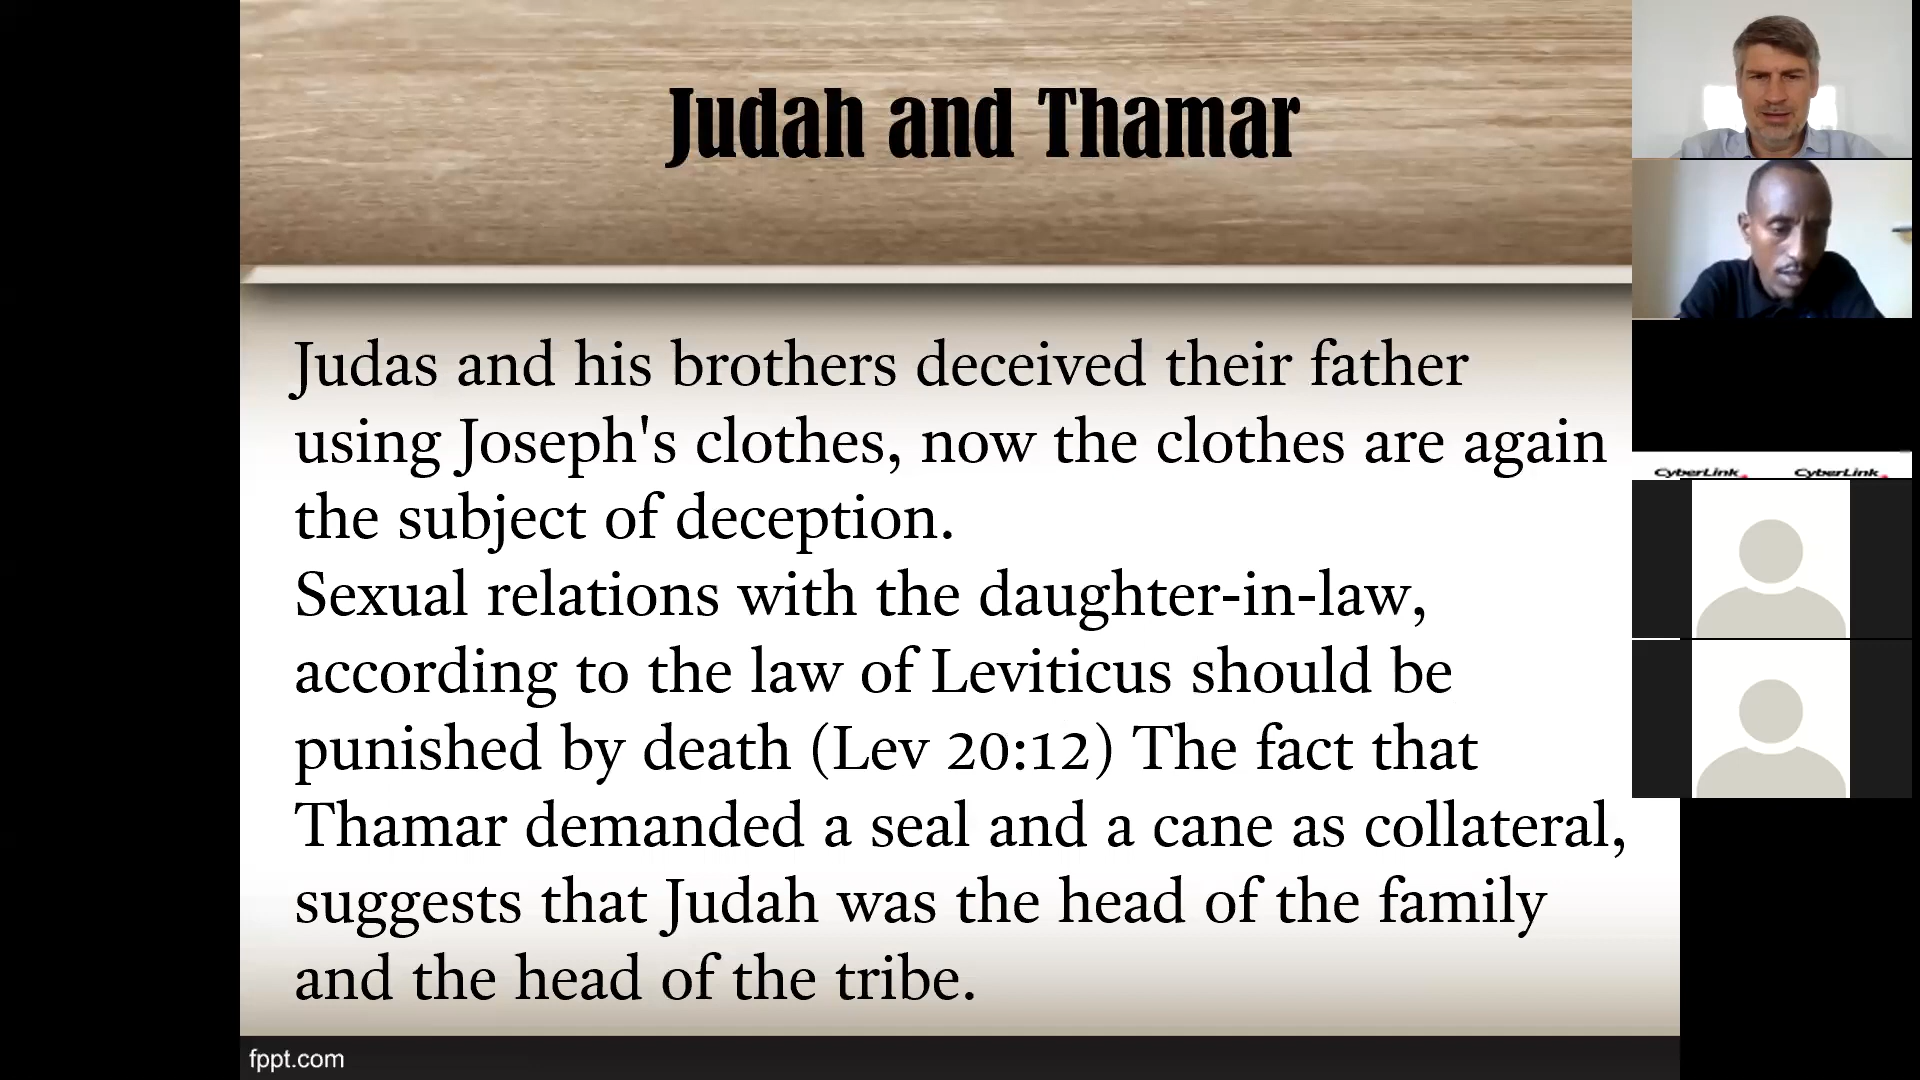 Judah and Thamar
Judas and his brothers deceived their father
using Joseph's clothes, now the clothes are again
the subject of deception.
Sexual relations with the daughter-in-law,
according to the law of Leviticus should be
punished by death (Lev 20:12) The fact that
Thamar demanded a seal and a cane as collateral,
suggests that Judah was the head of the family
and the head of the tribe.
fppt.com
CyberLink CyberLink